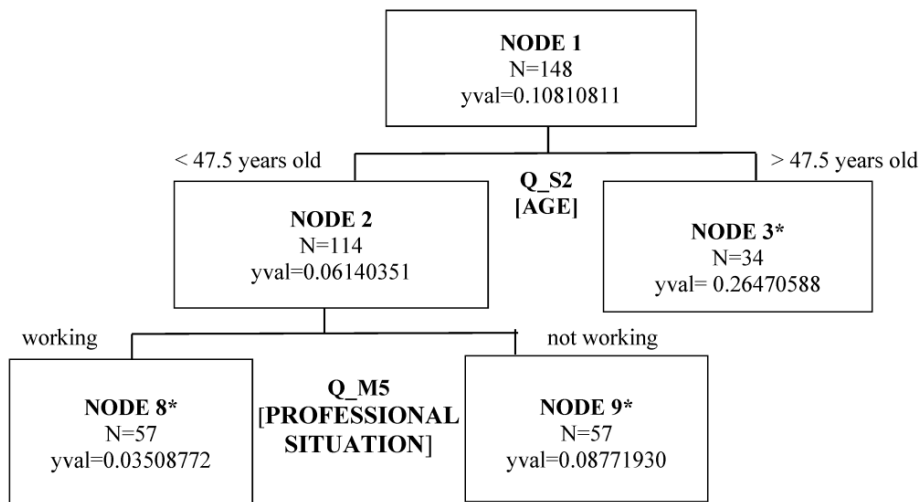 NODE 1
N=148
yval=0.10810811
< 47.5 years old
> 47.5 years old
Q_S2
[AGE]
NODE 2
N=114
yval=0.06140351
NODE 3*
N=34
yval= 0.26470588
working
not working
Q_M5
[PROFESSIONAL
SITUATION]
NODE 8*
N=57
yval=0.03508772
NODE 9*
N=57
yval=0.08771930